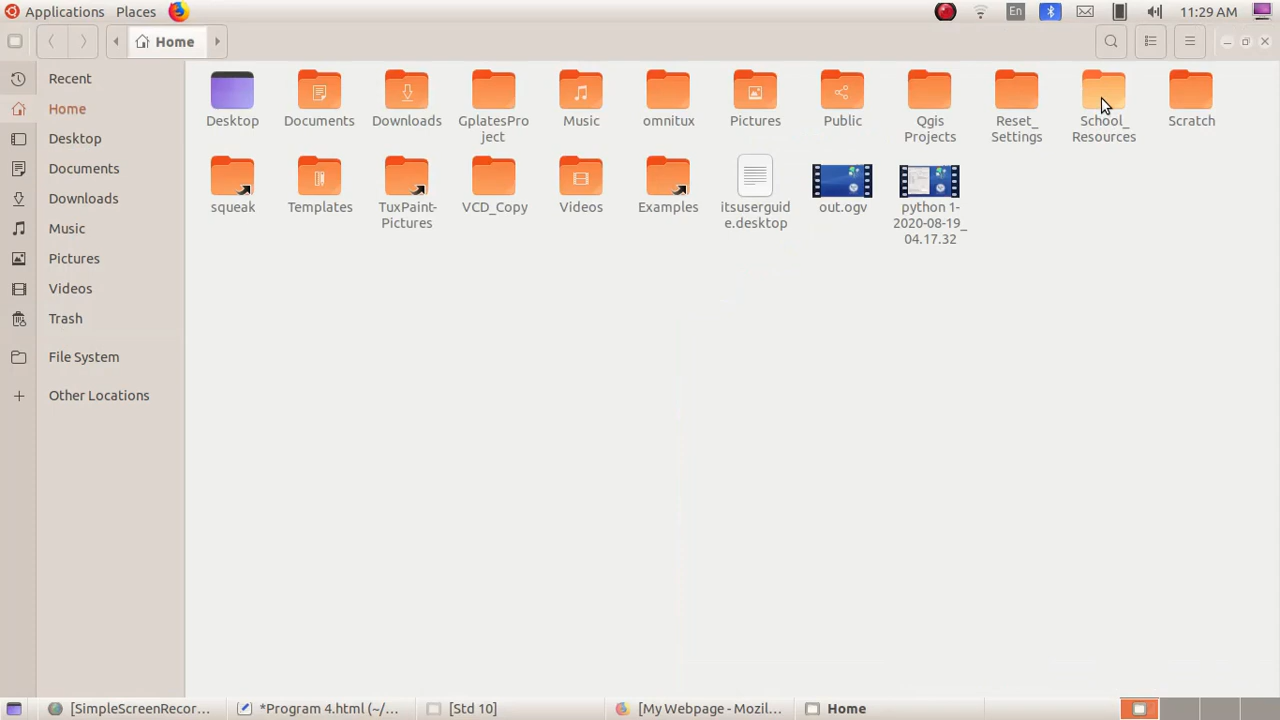 Applications Places En 11:29 AM
Home
Recent
Home
Desktop
Documents
Downloads
Music
Pictures
Videos
Trash
File System
Other Locations
Desktop
Documents
Downloads
GplatesPro
ject
Music
omnitux
Pictures
Public
Qgis
Projects
Reset_
Settings
School_
Resources
Scratch
squeak
Templates
TuxPaint-
Pictures
VCD_Copy
Videos
Examples
itsuserguid
e.desktop
out.ogv
python 1-
2020-08-19_
04.17.32
[SimpleScreenRecor... *Program 4.html (~/... [Std 10] [My Webpage - Mozil... Home